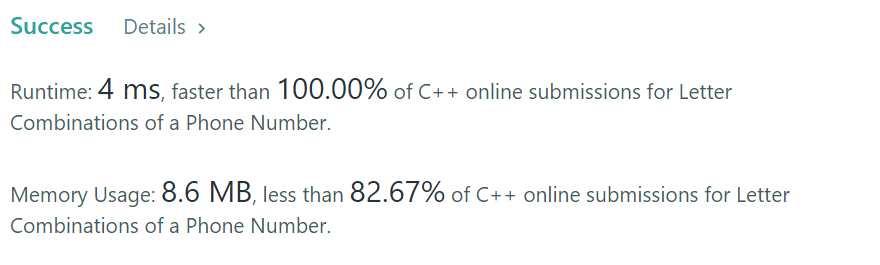 Success Details >
Runtime: 4 ms, faster than 100.00% of C++ online submissions for Letter
Combinations of a Phone Number.
Memory Usage: 8.6 MB, less than 82.67% of C++ online submissions for Letter
Combinations of a Phone Number.